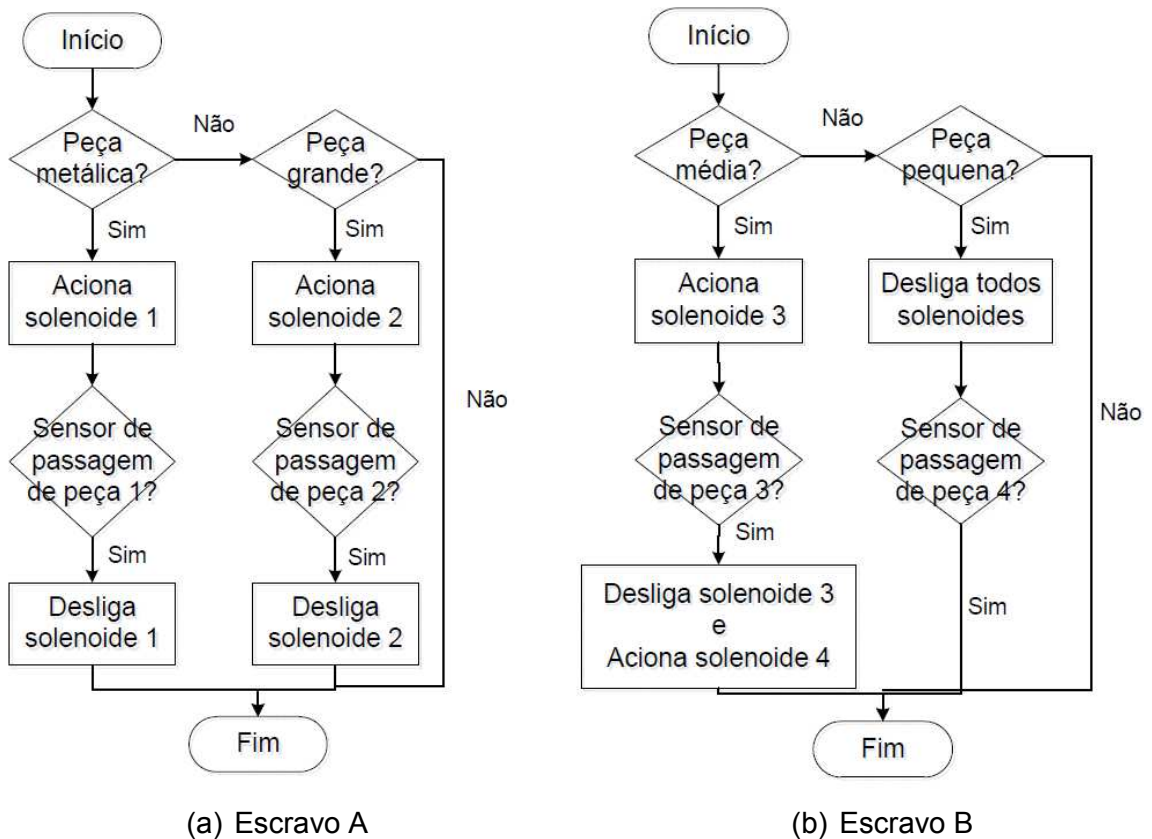 Início
Peça
metálica?
Não
Peça
grande?
Sim
Sim
Aciona
solenoide 1
Aciona
solenoide 2
Não
Sensor de
passagem
de peça 1?
Sensor de
passagem
de peça 2?
Sim
Sim
Desliga
solenoide 1
Desliga
solenoide 2
Fim
(a) Escravo A
Início
Peça
média?
Não
Peça
pequena?
Sim
Sim
Aciona
solenoide 3
Desliga todos
solenoides
Não
Sensor de
passagem
de peça 3?
Sensor de
passagem
de peça 4?
Sim
Sim
Desliga solenoide 3
e
Aciona solenoide 4
Fim
(b) Escravo B